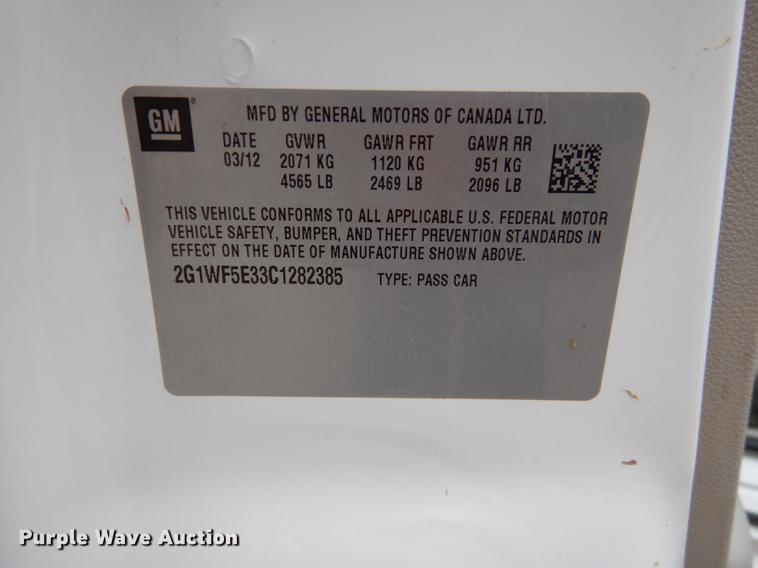 GM
MFD BY GENERAL MOTORS OF CANADA LTD.
DATE GVWR GAWR FRT GAWR RR
03/12 2071 KG 1120 KG 951 KG
4565 LB 2469 LB 2096 LB
THIS VEHICLE CONFORMS TO ALL APPLICABLE U.S. FEDERAL MOTOR
VEHICLE SAFETY, BUMPER, AND THEFT PREVENTION STANDARDS IN
EFFECT ON THE DATE OF MANUFACTURE SHOWN ABOVE.
2G1WF5E33C1282385 TYPE: PASS CAR
Purple Wave Auction